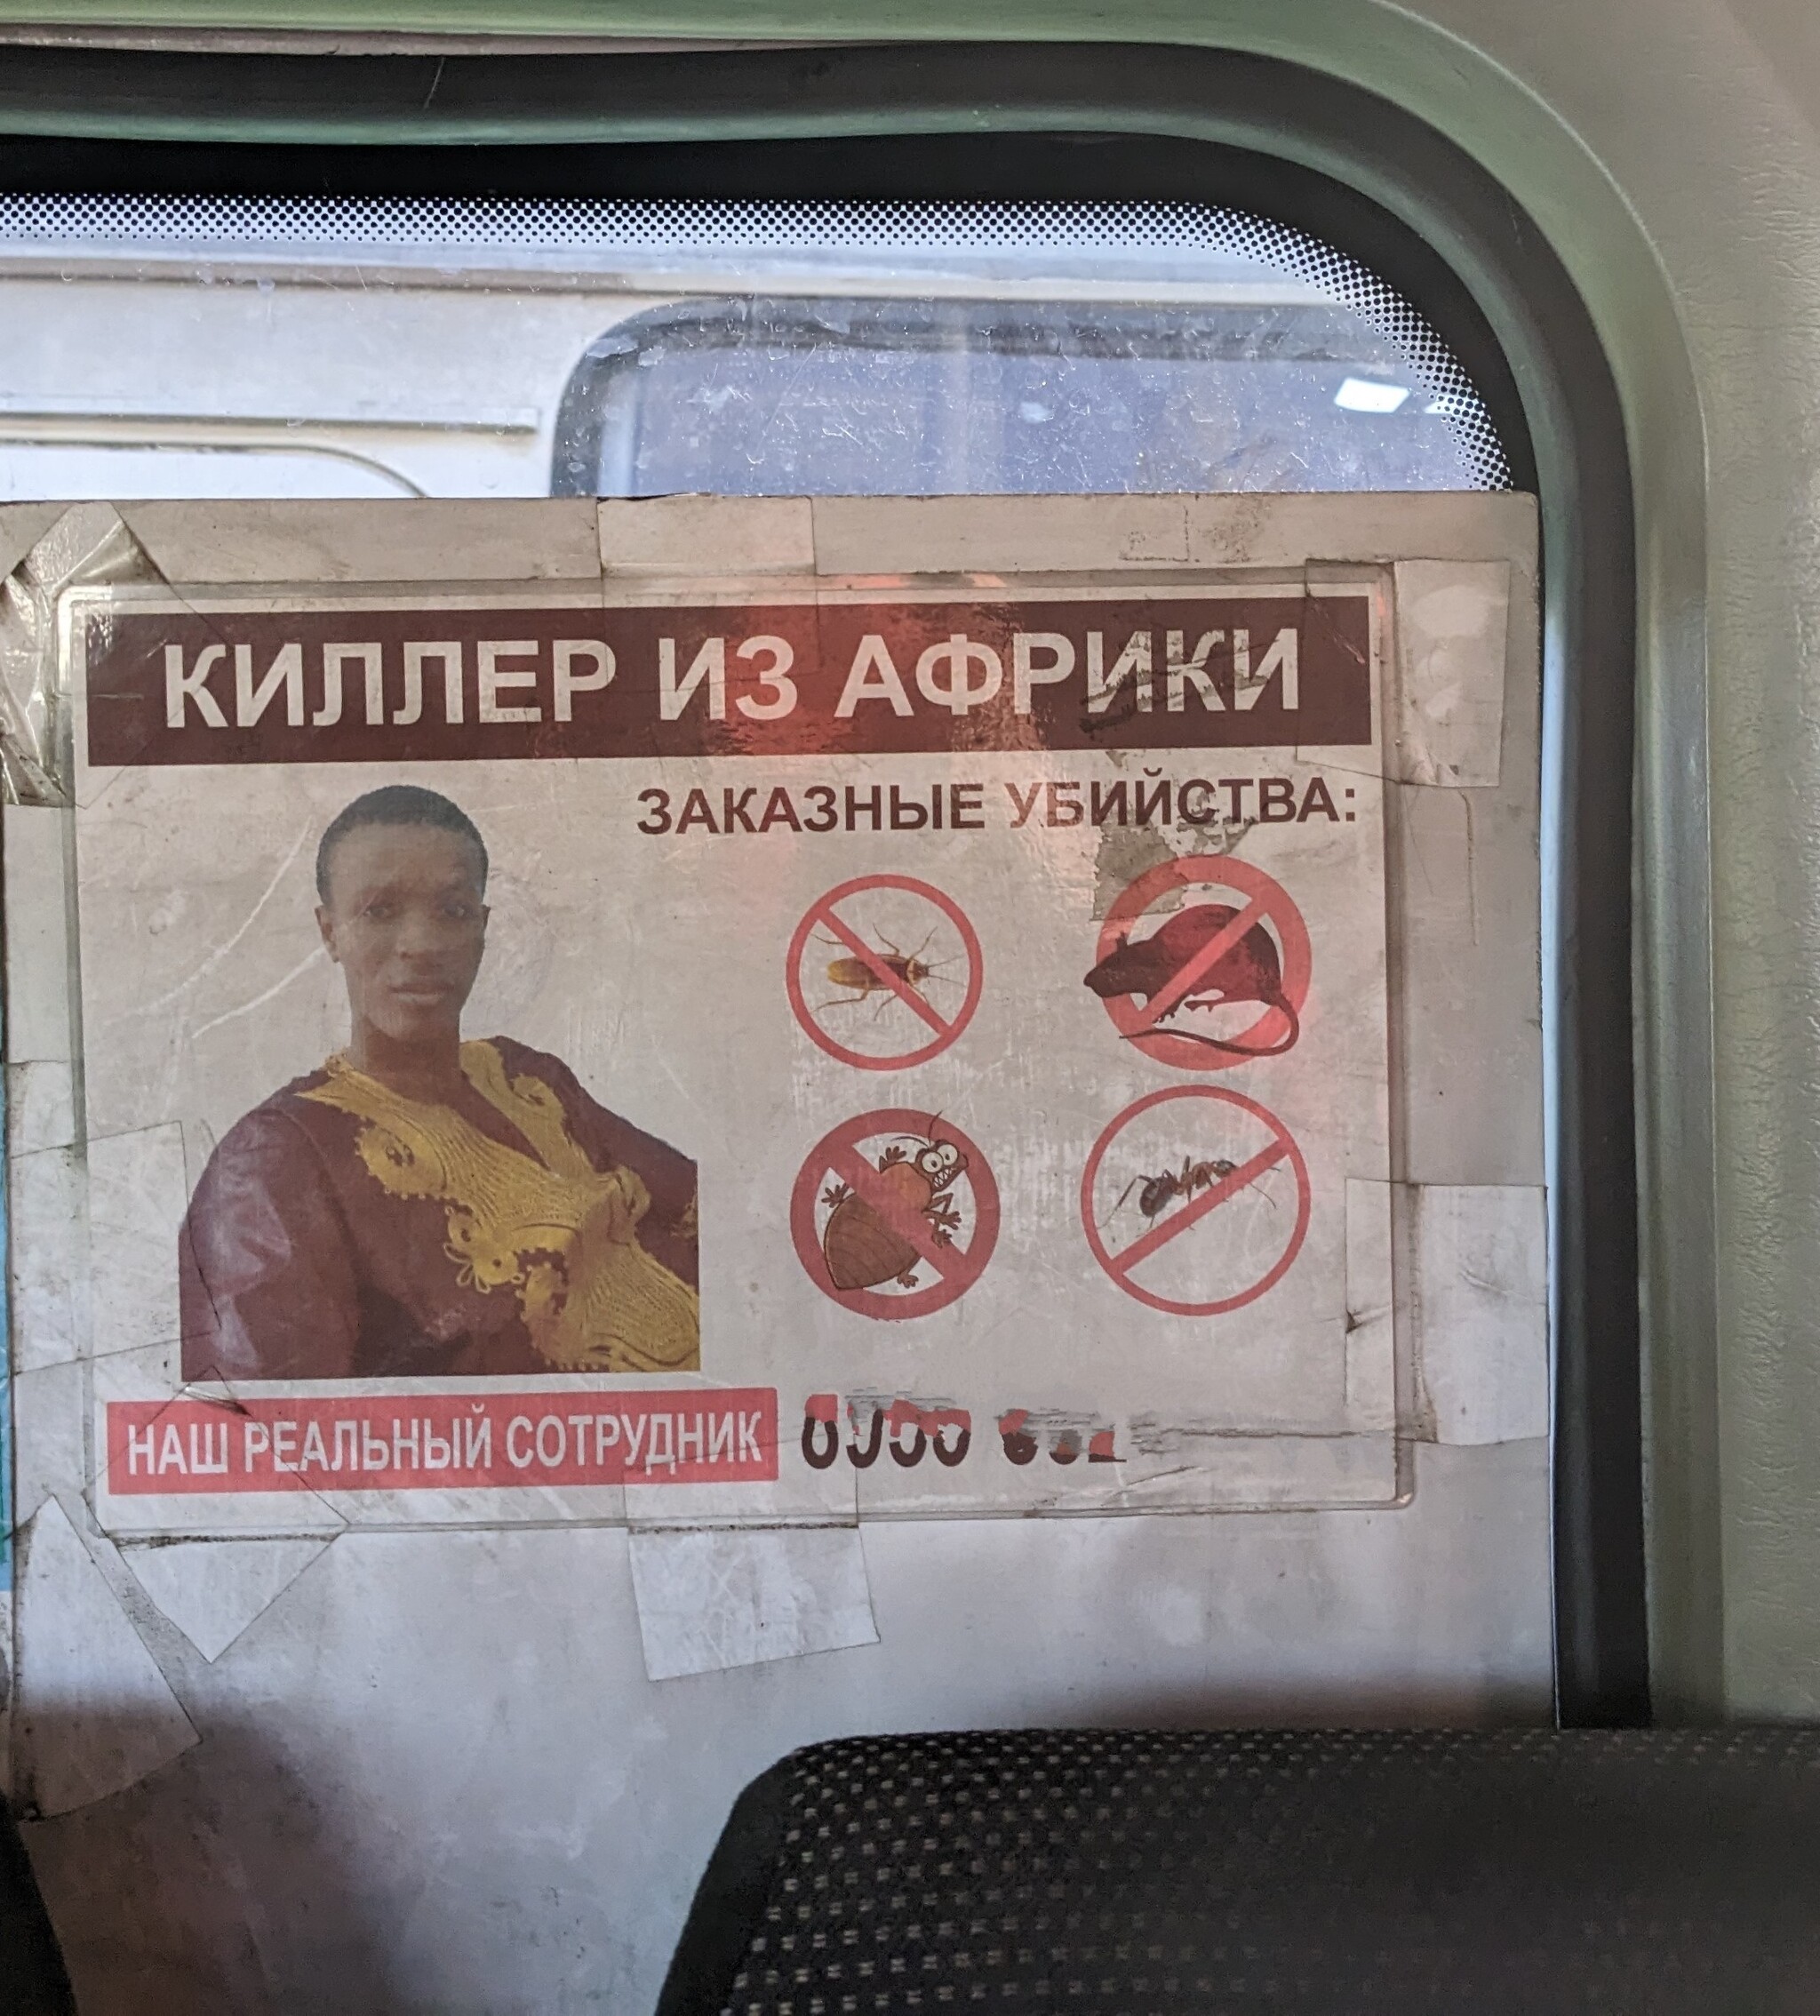 КИЛЛЕР ИЗ АФРИКИ
ЗАКАЗНЫЕ УБИЙСТВА:
НАШ РЕАЛЬНЫЙ СОТРУДНИК